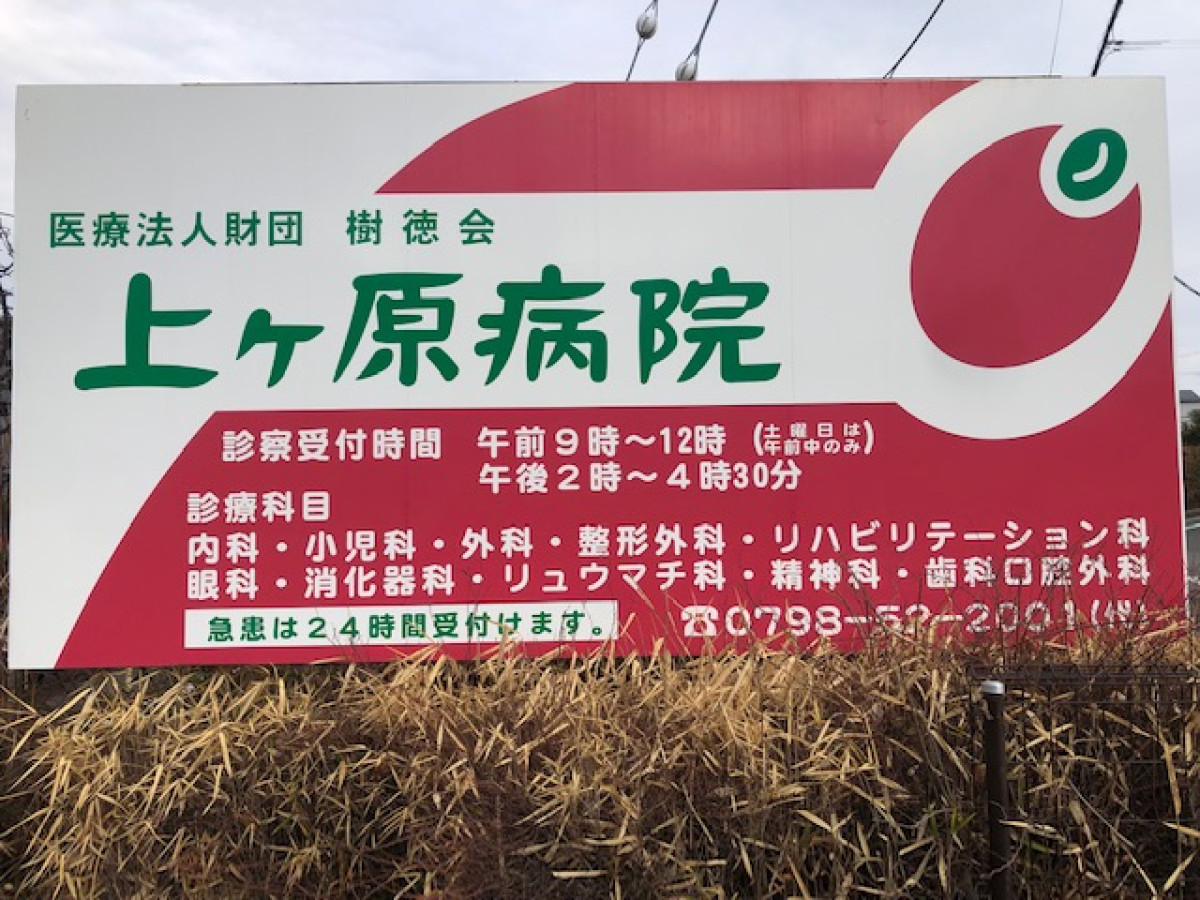 医療法人財団 樹徳会
上ヶ原病院
診察受付時間 午前9時~12時 (土曜日は午前中のみ)
午後2時~4時30分
診療科目
内科・小児科・外科・整形外科・リハビリテーション科
眼科・消化器科・リュウマチ科・精神科・歯科口腔外科
急患は24時間受付けます。
☎0798-52-2001(代)